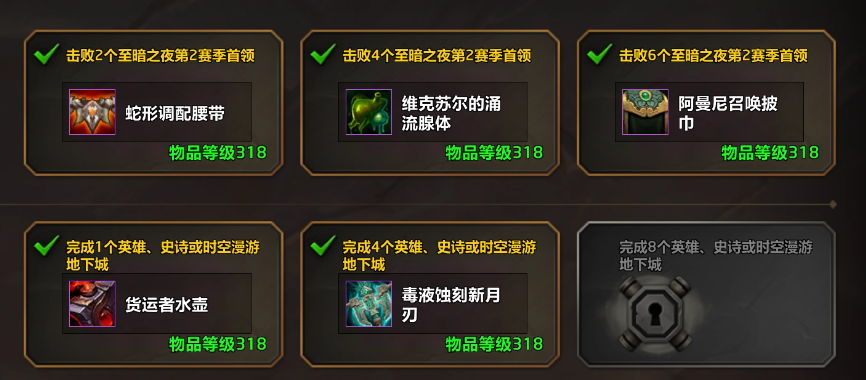 击败2个至暗之夜第2赛季首领
蛇形调配腰带
物品等级318
击败4个至暗之夜第2赛季首领
维克苏尔的涌
流腺体
物品等级318
击败6个至暗之夜第2赛季首领
阿曼尼召唤披
巾
物品等级318
完成1个英雄、史诗或时空漫游
地下城
货运者水壶
物品等级318
完成4个英雄、史诗或时空漫游
地下城
毒液蚀刻新月
刃
物品等级318
完成8个英雄、史诗或时空漫游
地下城